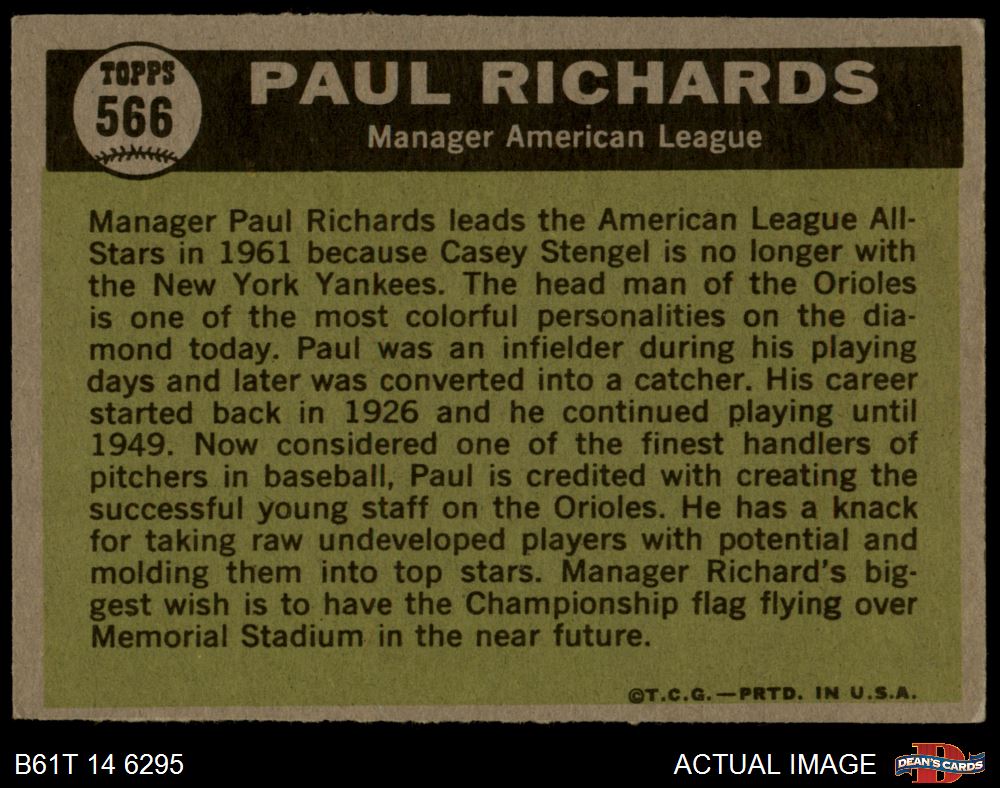 TOPPS
566
PAUL RICHARDS
Manager American League
Manager Paul Richards leads the American League All-
Stars in 1961 because Casey Stengel is no longer with
the New York Yankees. The head man of the Orioles
is one of the most colorful personalities on the dia-
mond today. Paul was an infielder during his playing
days and later was converted into a catcher. His career
started back in 1926 and he continued playing until
1949. Now considered one of the finest handlers of
pitchers in baseball, Paul is credited with creating the
successful young staff on the Orioles. He has a knack
for taking raw undeveloped players with potential and
molding them into top stars. Manager Richard's big-
gest wish is to have the Championship flag flying over
Memorial Stadium in the near future.
©T.C.G.—PRTD. IN U.S.A.
B61T 14 6295
ACTUAL IMAGE
D
DEAN'S CARDS